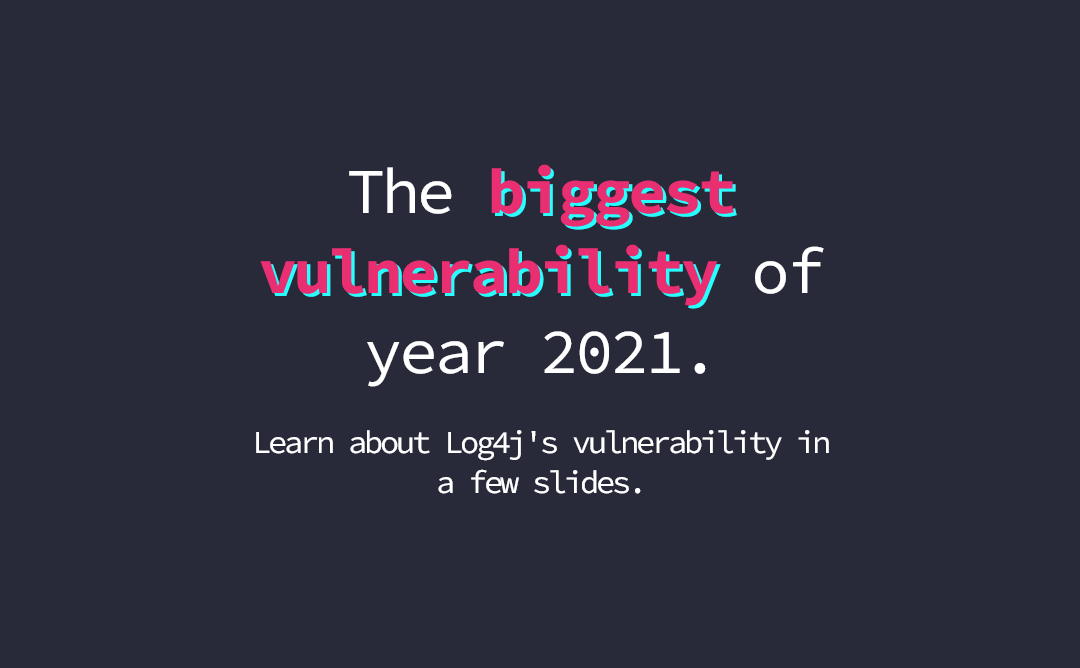 The biggest
vulnerability of
year 2021.
Learn about Log4j's vulnerability in
a few slides.